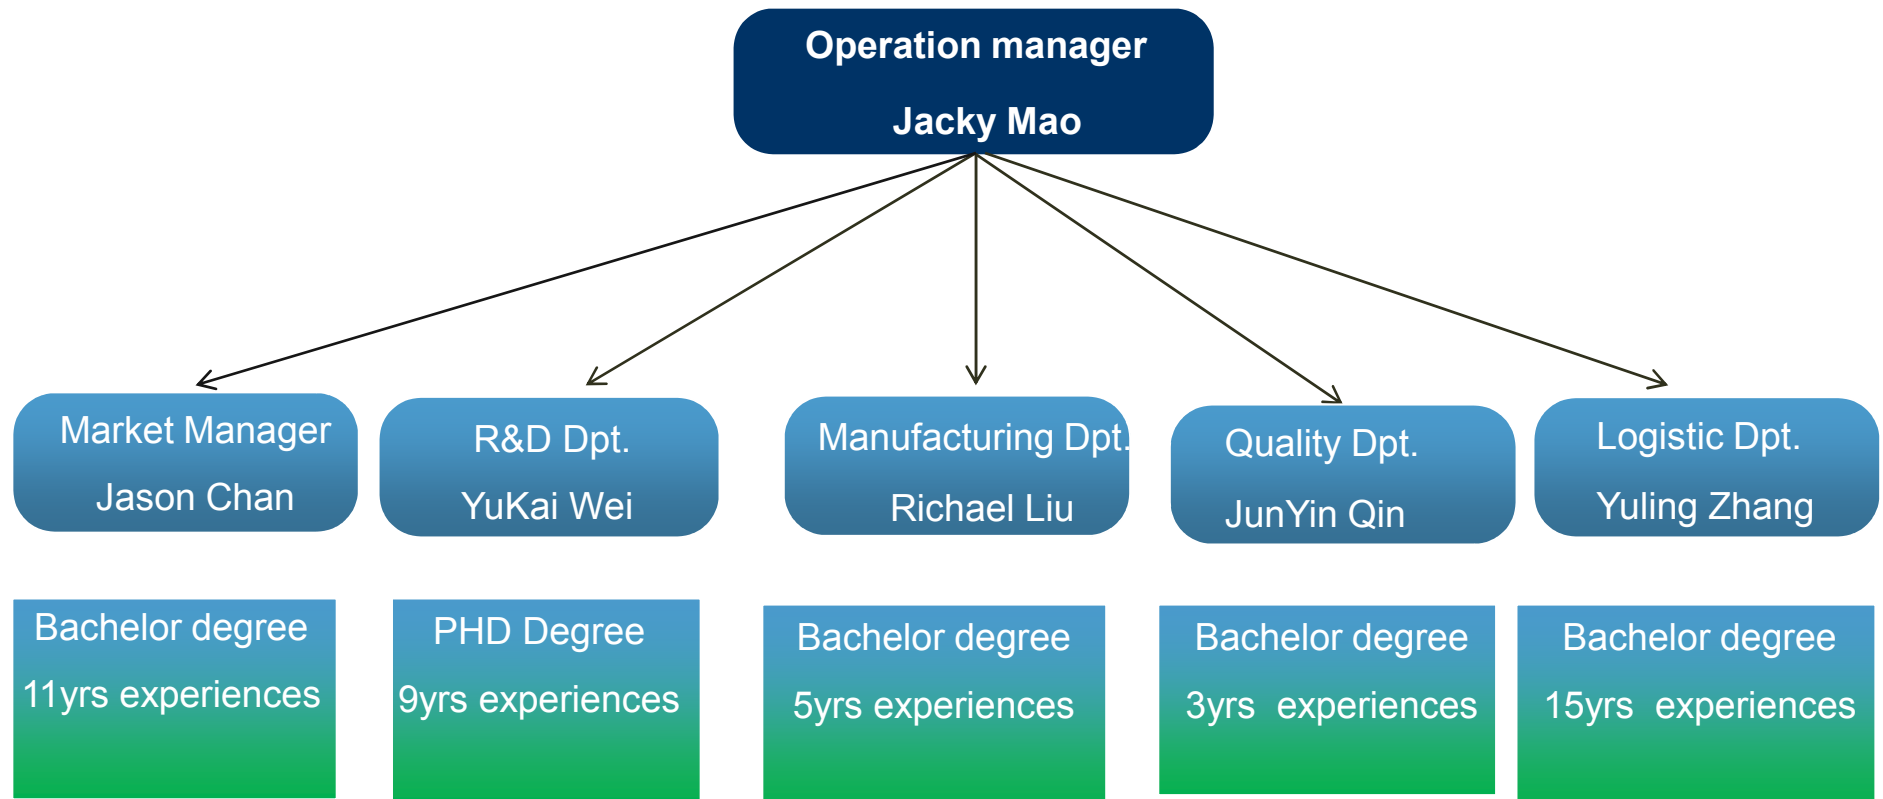 Operation manager
Jacky Mao
Market Manager
Jason Chan
R&D Dpt.
YuKai Wei
Manufacturing Dpt.
Richael Liu
Quality Dpt.
JunYin Qin
Logistic Dpt.
Yuling Zhang
Bachelor degree
11yrs experiences
PHD Degree
9yrs experiences
Bachelor degree
5yrs experiences
Bachelor degree
3yrs  experiences
Bachelor degree
15yrs  experiences